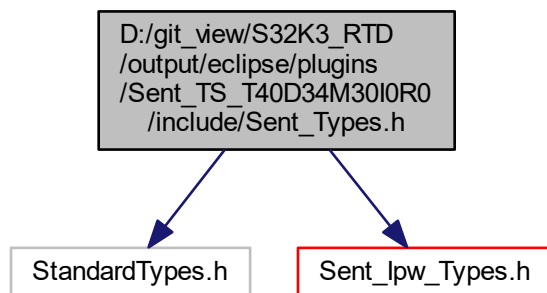 D:/git_view/S32K3_RTD
/output/eclipse/plugins
/Sent_TS_T40D34M30I0R0
/include/Sent_Types.h
StandardTypes.h
Sent_Ipw_Types.h